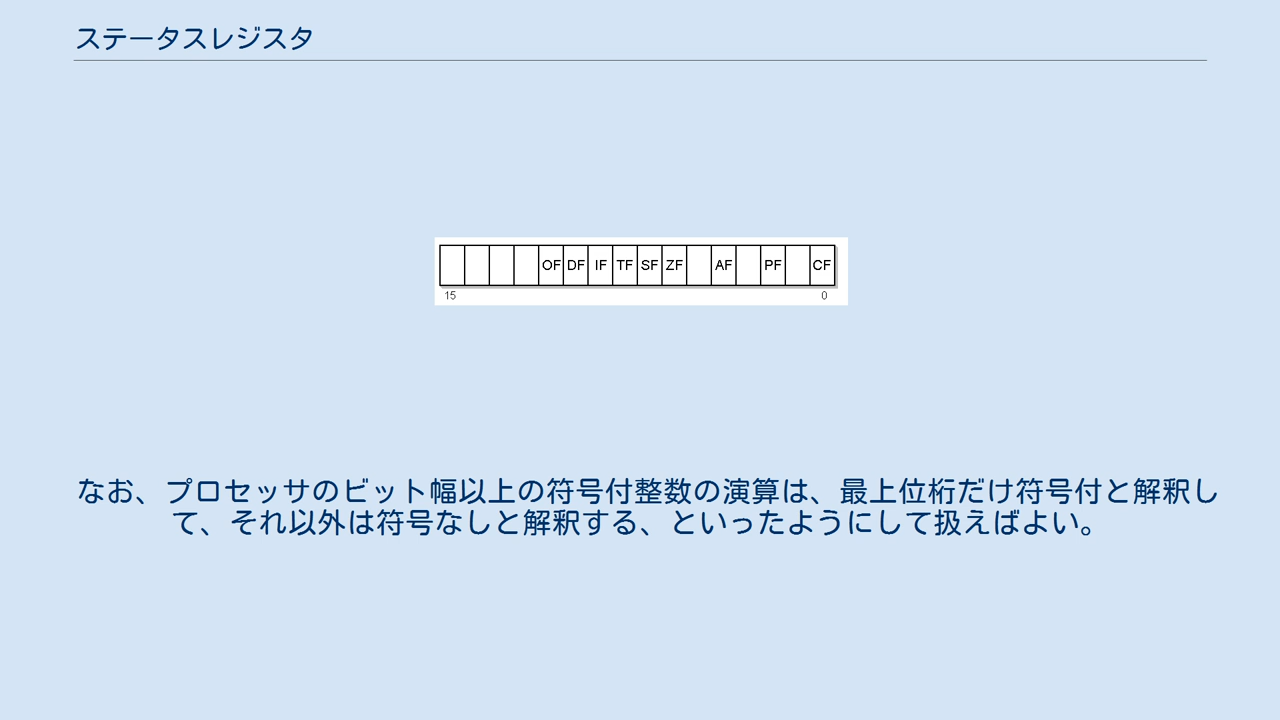 ステータスレジスタ
OF DF IF TF SF ZF AF PF CF
15 0
なお、プロセッサのビット幅以上の符号付整数の演算は、最上位桁だけ符号付と解釈し
て、それ以外は符号なしと解釈する、といったようにして扱えばよい。